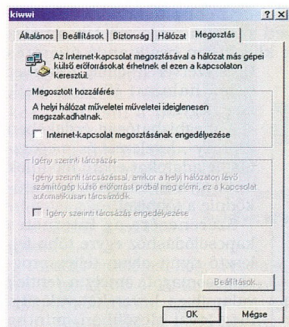 kiwwi
Általános Beállítások Biztonság Hálózat Megosztás
Az Internet-kapcsolat megosztásával a hálózat más gépei
külső erőforrásokat érhetnek el ezen a kapcsolaton
keresztül.
Megosztott hozzáférés
A helyi hálózat műveletei műveletei ideiglenesen
megszakadhatnak.
Internet-kapcsolat megosztásának engedélyezése
Igény szerinti tárcsázás
Igény szerinti tárcsázással, amikor a helyi hálózaton lévő
számítógép külső erőforrást próbál meg elérni, ez a kapcsolat
automatikusan tárcsázódik.
Igény szerinti tárcsázás engedélyezése
Beállítások...
OK Mégse